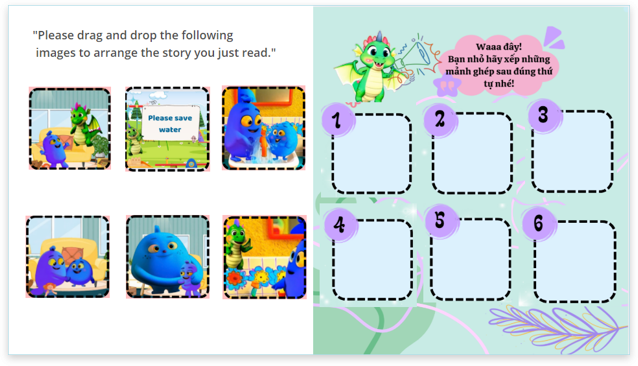 "Please drag and drop the following
images to arrange the story you just read."
Please save
water
Waaa đây!
Bạn nhỏ hãy xếp những
mảnh ghép sau đúng thứ
tự nhé!
1
2
3
4
5
6